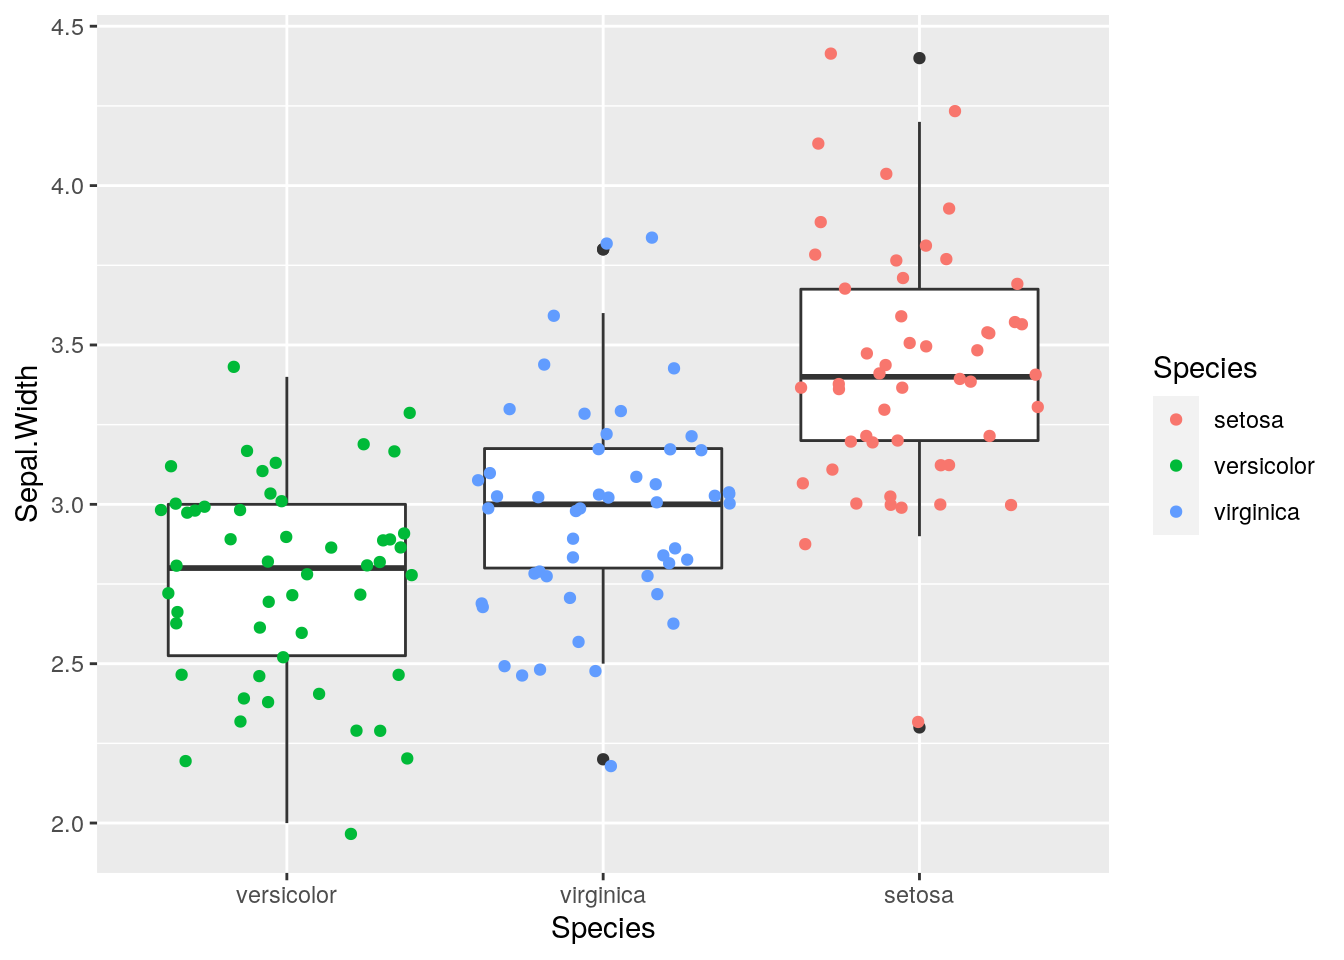 4.5
4.0
3.5
3.0
2.5
2.0
Sepal.Width
versicolor virginica setosa
Species
Species
setosa
versicolor
virginica